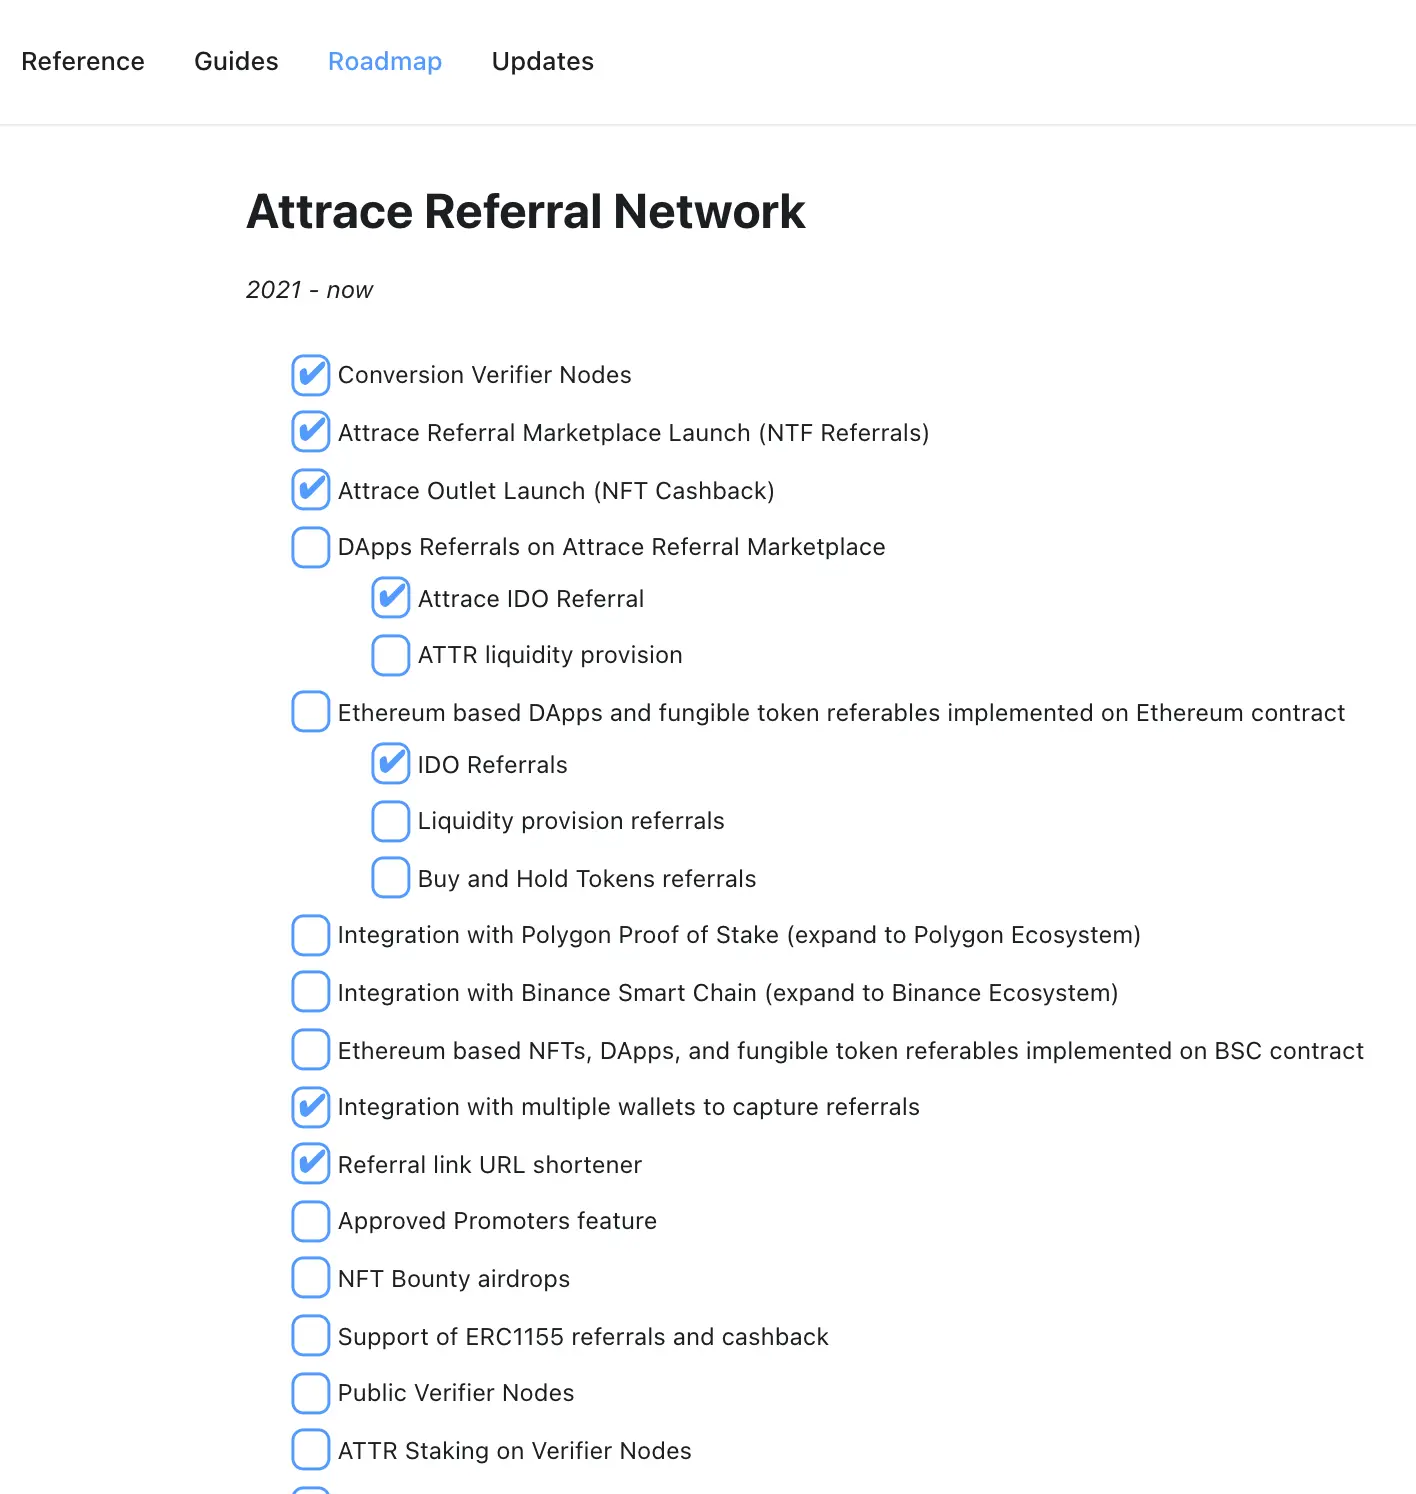 Reference Guides Roadmap Updates
Attrace Referral Network
2021 - now
Conversion Verifier Nodes
Attrace Referral Marketplace Launch (NTF Referrals)
Attrace Outlet Launch (NFT Cashback)
DApps Referrals on Attrace Referral Marketplace
Attrace IDO Referral
ATTR liquidity provision
Ethereum based DApps and fungible token referables implemented on Ethereum contract
IDO Referrals
Liquidity provision referrals
Buy and Hold Tokens referrals
Integration with Polygon Proof of Stake (expand to Polygon Ecosystem)
Integration with Binance Smart Chain (expand to Binance Ecosystem)
Ethereum based NFTs, DApps, and fungible token referables implemented on BSC contract
Integration with multiple wallets to capture referrals
Referral link URL shortener
Approved Promoters feature
NFT Bounty airdrops
Support of ERC1155 referrals and cashback
Public Verifier Nodes
ATTR Staking on Verifier Nodes